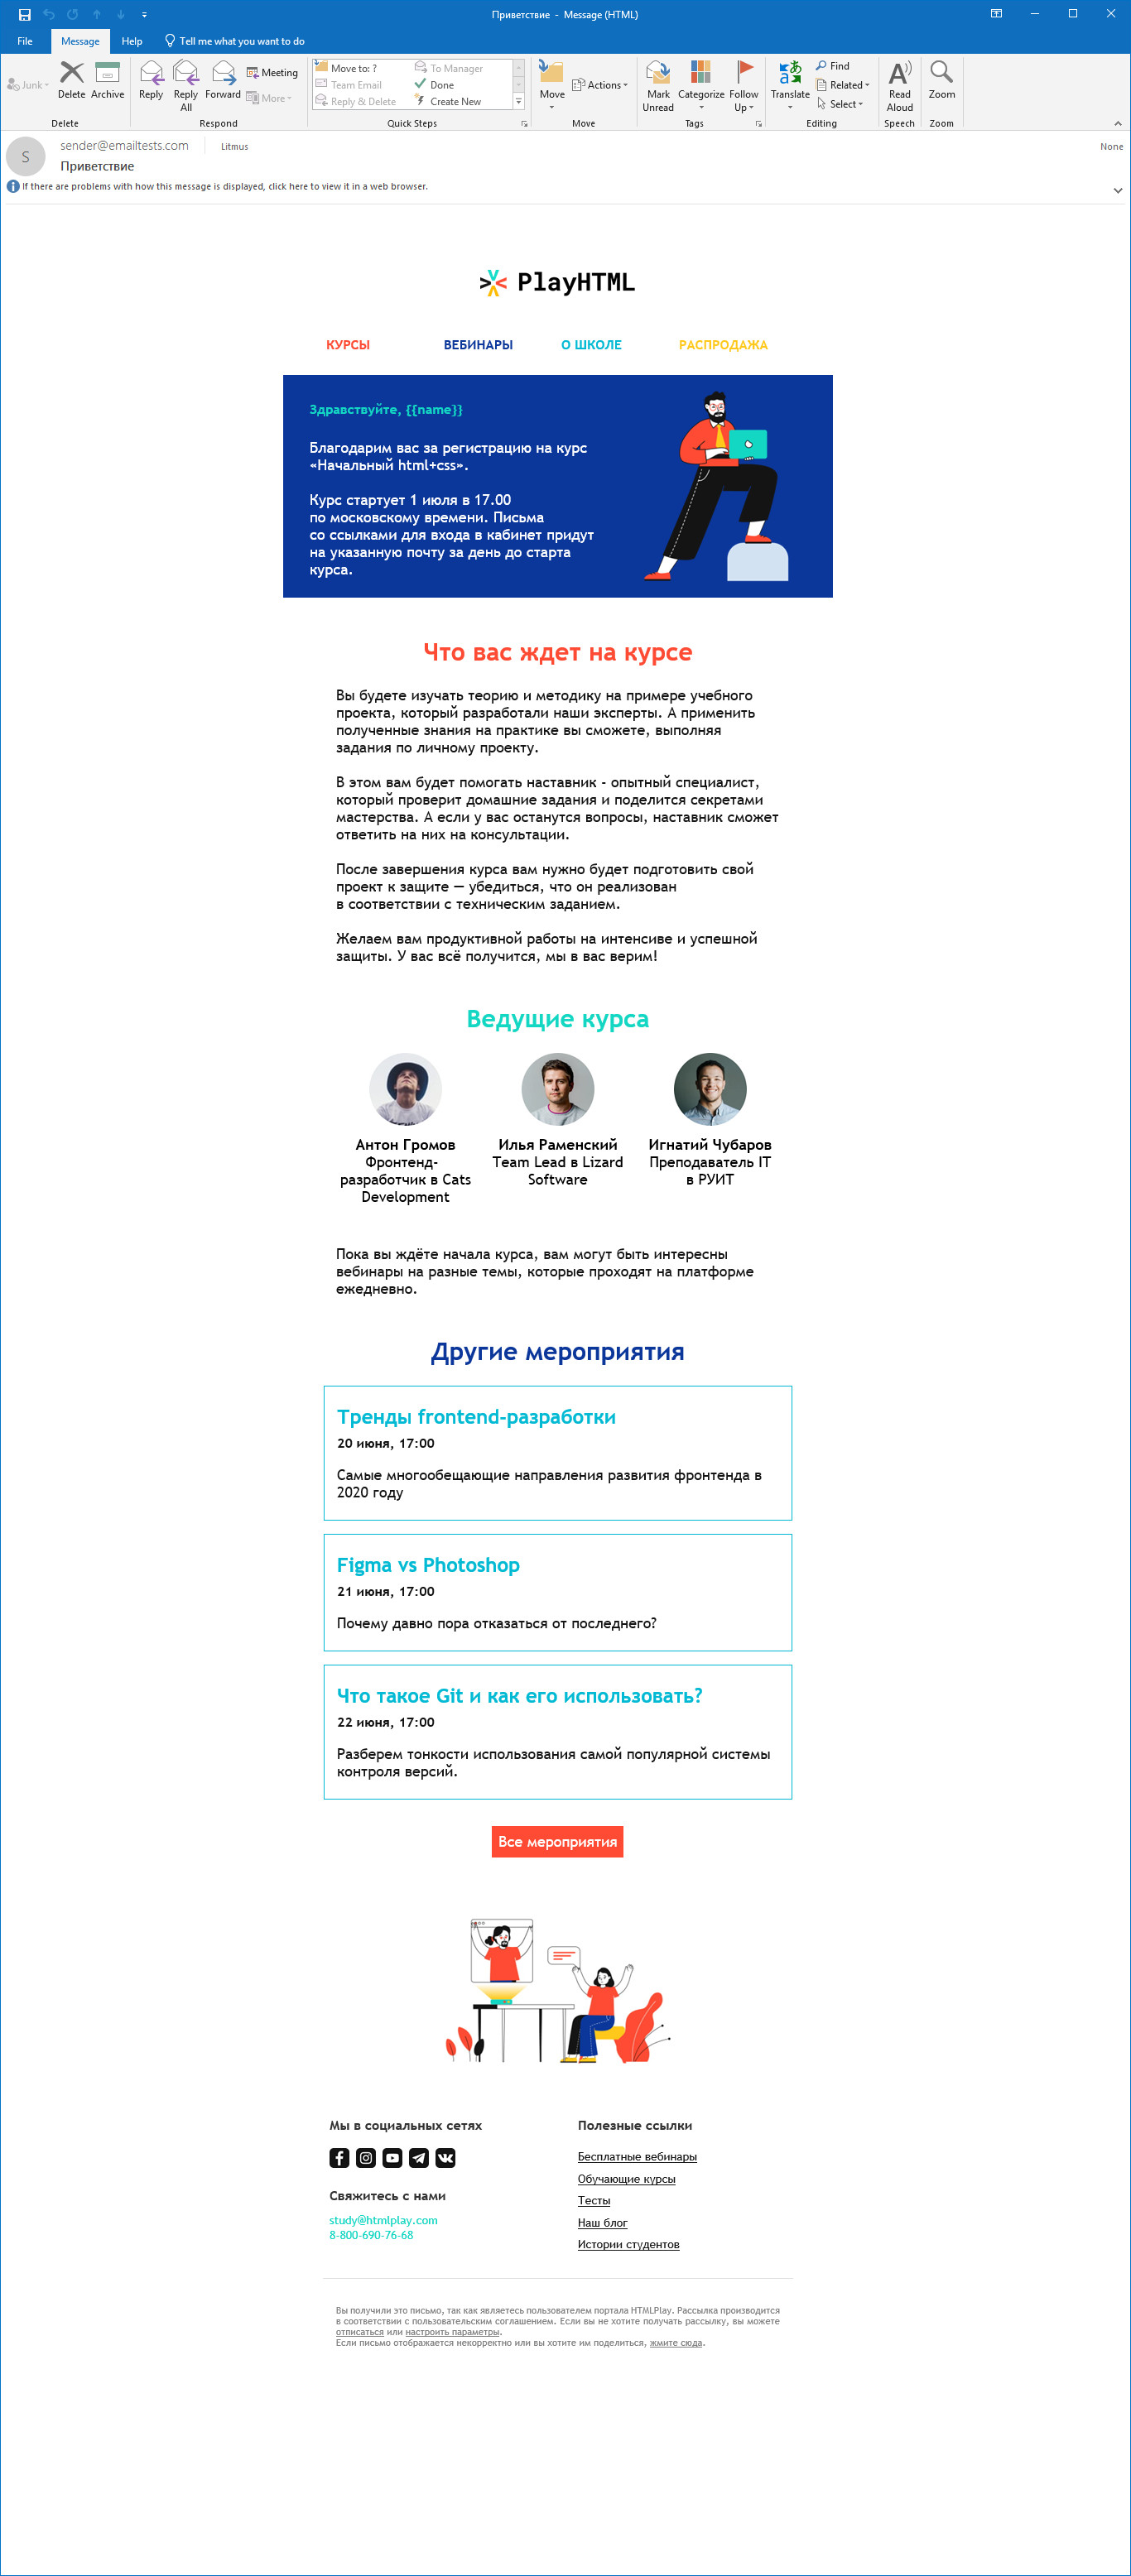 Приветствие - Message (HTML)
File Message Help Tell me what you want to do
Junk Delete Archive
Reply Reply All Forward Meeting More
Move to: ? To Manager
Team Email Done
Reply & Delete Create New
Move Actions
Mark Unread Categorize Follow Up
Translate Find Related Select
Read Aloud
Zoom
Delete Respond Quick Steps Move Tags Editing Speech Zoom
S
sender@emailtests.com Litmus None
Приветствие
If there are problems with how this message is displayed, click here to view it in a web browser.
PlayHTML
КУРСЫ ВЕБИНАРЫ О ШКОЛЕ РАСПРОДАЖА
Здравствуйте, {{name}}
Благодарим вас за регистрацию на курс
«Начальный html+css».
Курс стартует 1 июля в 17.00
по московскому времени. Письма
со ссылками для входа в кабинет придут
на указанную почту за день до старта
курса.
Что вас ждет на курсе
Вы будете изучать теорию и методику на примере учебного
проекта, который разработали наши эксперты. А применить
полученные знания на практике вы сможете, выполняя
задания по личному проекту.
В этом вам будет помогать наставник - опытный специалист,
который проверит домашние задания и поделится секретами
мастерства. А если у вас останутся вопросы, наставник сможет
ответить на них на консультации.
После завершения курса вам нужно будет подготовить свой
проект к защите — убедиться, что он реализован
в соответствии с техническим заданием.
Желаем вам продуктивной работы на интенсиве и успешной
защиты. У вас всё получится, мы в вас верим!
Ведущие курса
Антон Громов
Фронтенд-
разработчик в Cats
Development
Илья Раменский
Team Lead в Lizard
Software
Игнатий Чубаров
Преподаватель IT
в РУИТ
Пока вы ждёте начала курса, вам могут быть интересны
вебинары на разные темы, которые проходят на платформе
ежедневно.
Другие мероприятия
Тренды frontend-разработки
20 июня, 17:00
Самые многообещающие направления развития фронтенда в
2020 году
Figma vs Photoshop
21 июня, 17:00
Почему давно пора отказаться от последнего?
Что такое Git и как его использовать?
22 июня, 17:00
Разберем тонкости использования самой популярной системы
контроля версий.
Все мероприятия
Мы в социальных сетях
Свяжитесь с нами
study@htmlplay.com
8-800-690-76-68
Полезные ссылки
Бесплатные вебинары
Обучающие курсы
Тесты
Наш блог
Истории студентов
Вы получили это письмо, так как являетесь пользователем портала HTMLPlay. Рассылка производится
в соответствии с пользовательским соглашением. Если вы не хотите получать рассылку, вы можете
отписаться или настроить параметры.
Если письмо отображается некорректно или вы хотите им поделиться, жмите сюда.